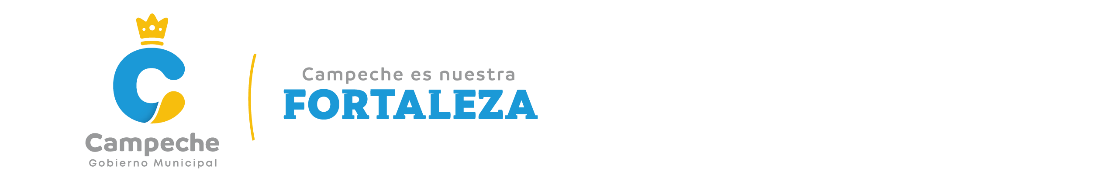 Campeche
Gobierno Municipal
Campeche es nuestra
FORTALEZA